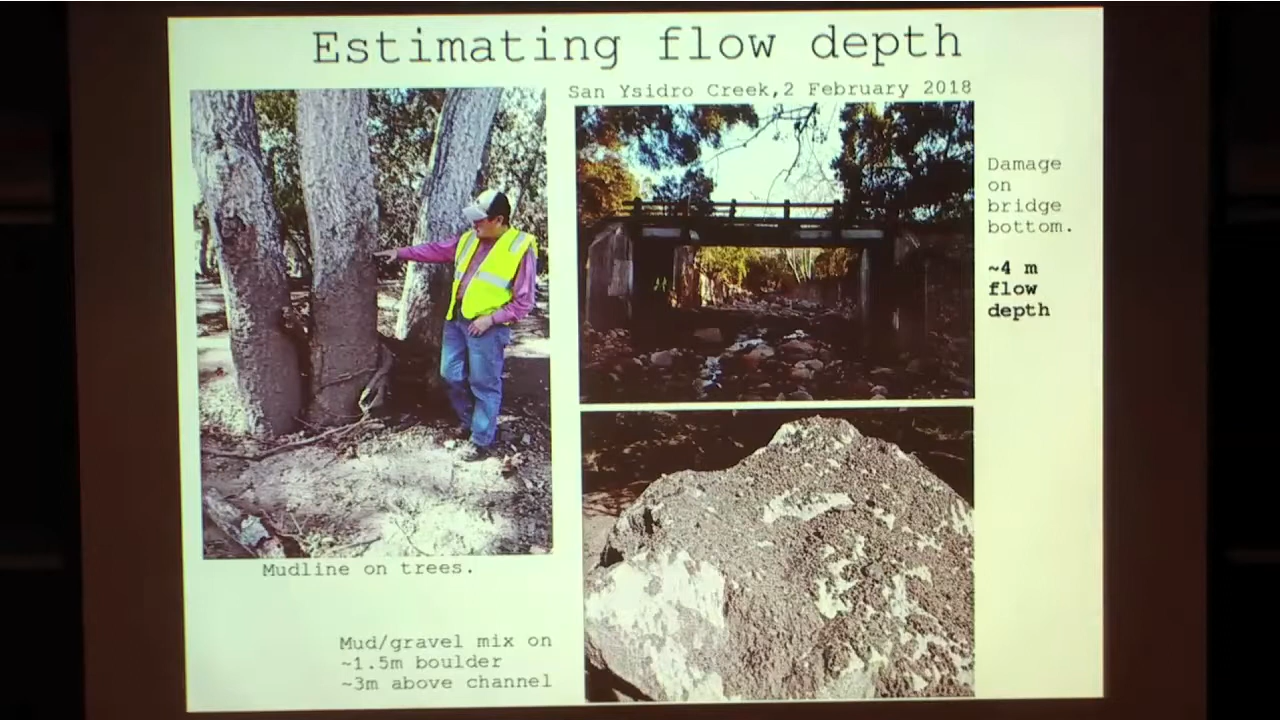 Estimating flow depth
San Ysidro Creek,2 February 2018
Damage
on
bridge
bottom.
~4 m
flow
depth
Mudline on trees.
Mud/gravel mix on
~1.5m boulder
~3m above channel